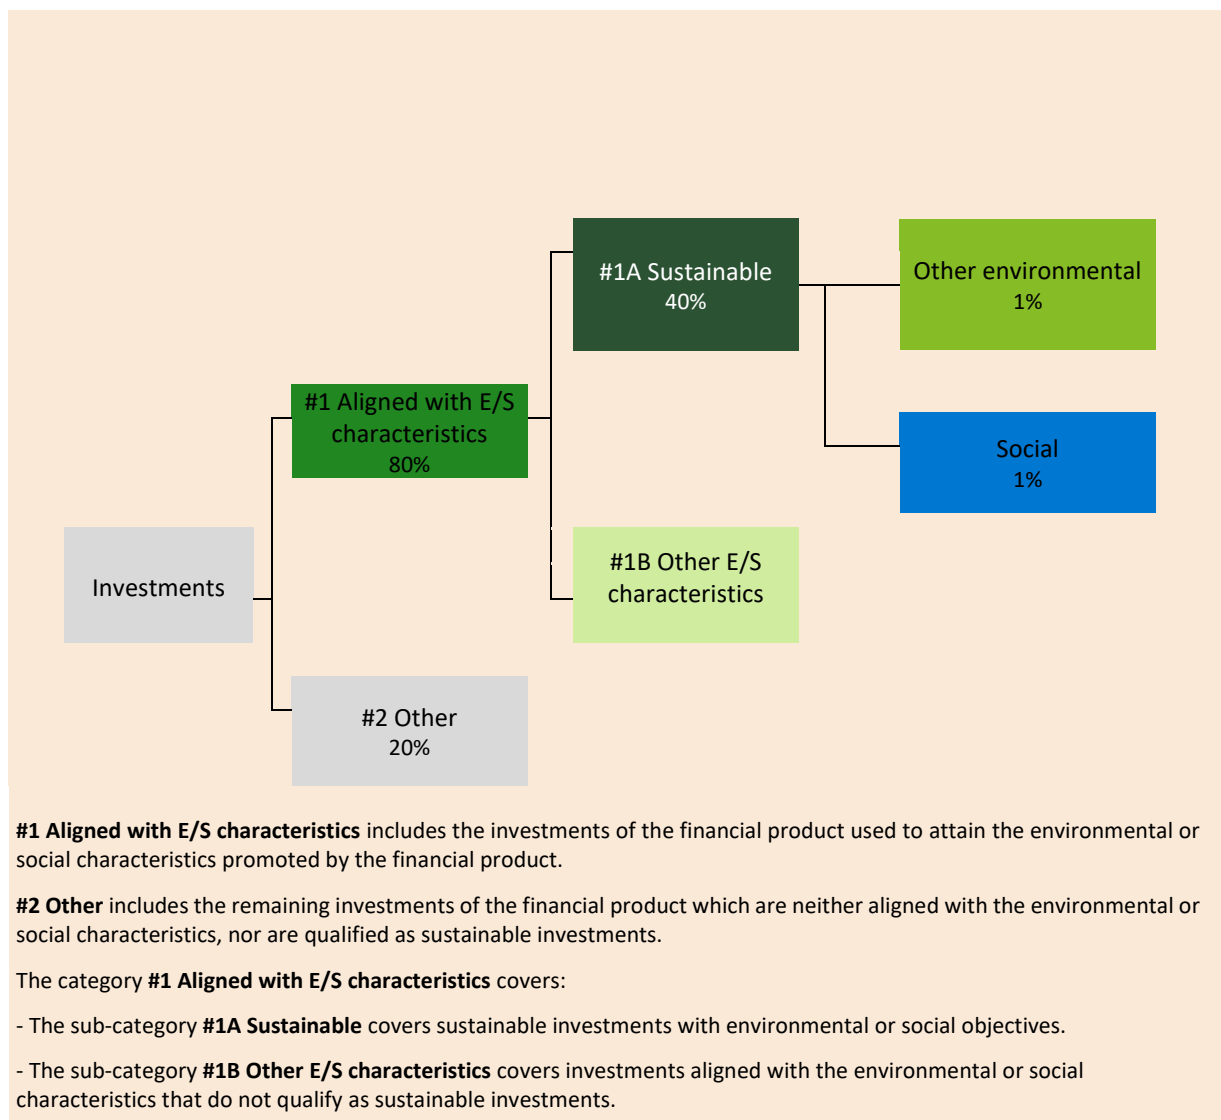 #1A Sustainable
40%
Other environmental
1%
#1 Aligned with E/S
characteristics
80%
Social
1%
Investments
#1B Other E/S
characteristics
#2 Other
20%
#1 Aligned with E/S characteristics includes the investments of the financial product used to attain the environmental or
social characteristics promoted by the financial product.
#2 Other includes the remaining investments of the financial product which are neither aligned with the environmental or
social characteristics, nor are qualified as sustainable investments.
The category #1 Aligned with E/S characteristics covers:
- The sub-category #1A Sustainable covers sustainable investments with environmental or social objectives.
- The sub-category #1B Other E/S characteristics covers investments aligned with the environmental or social
characteristics that do not qualify as sustainable investments.